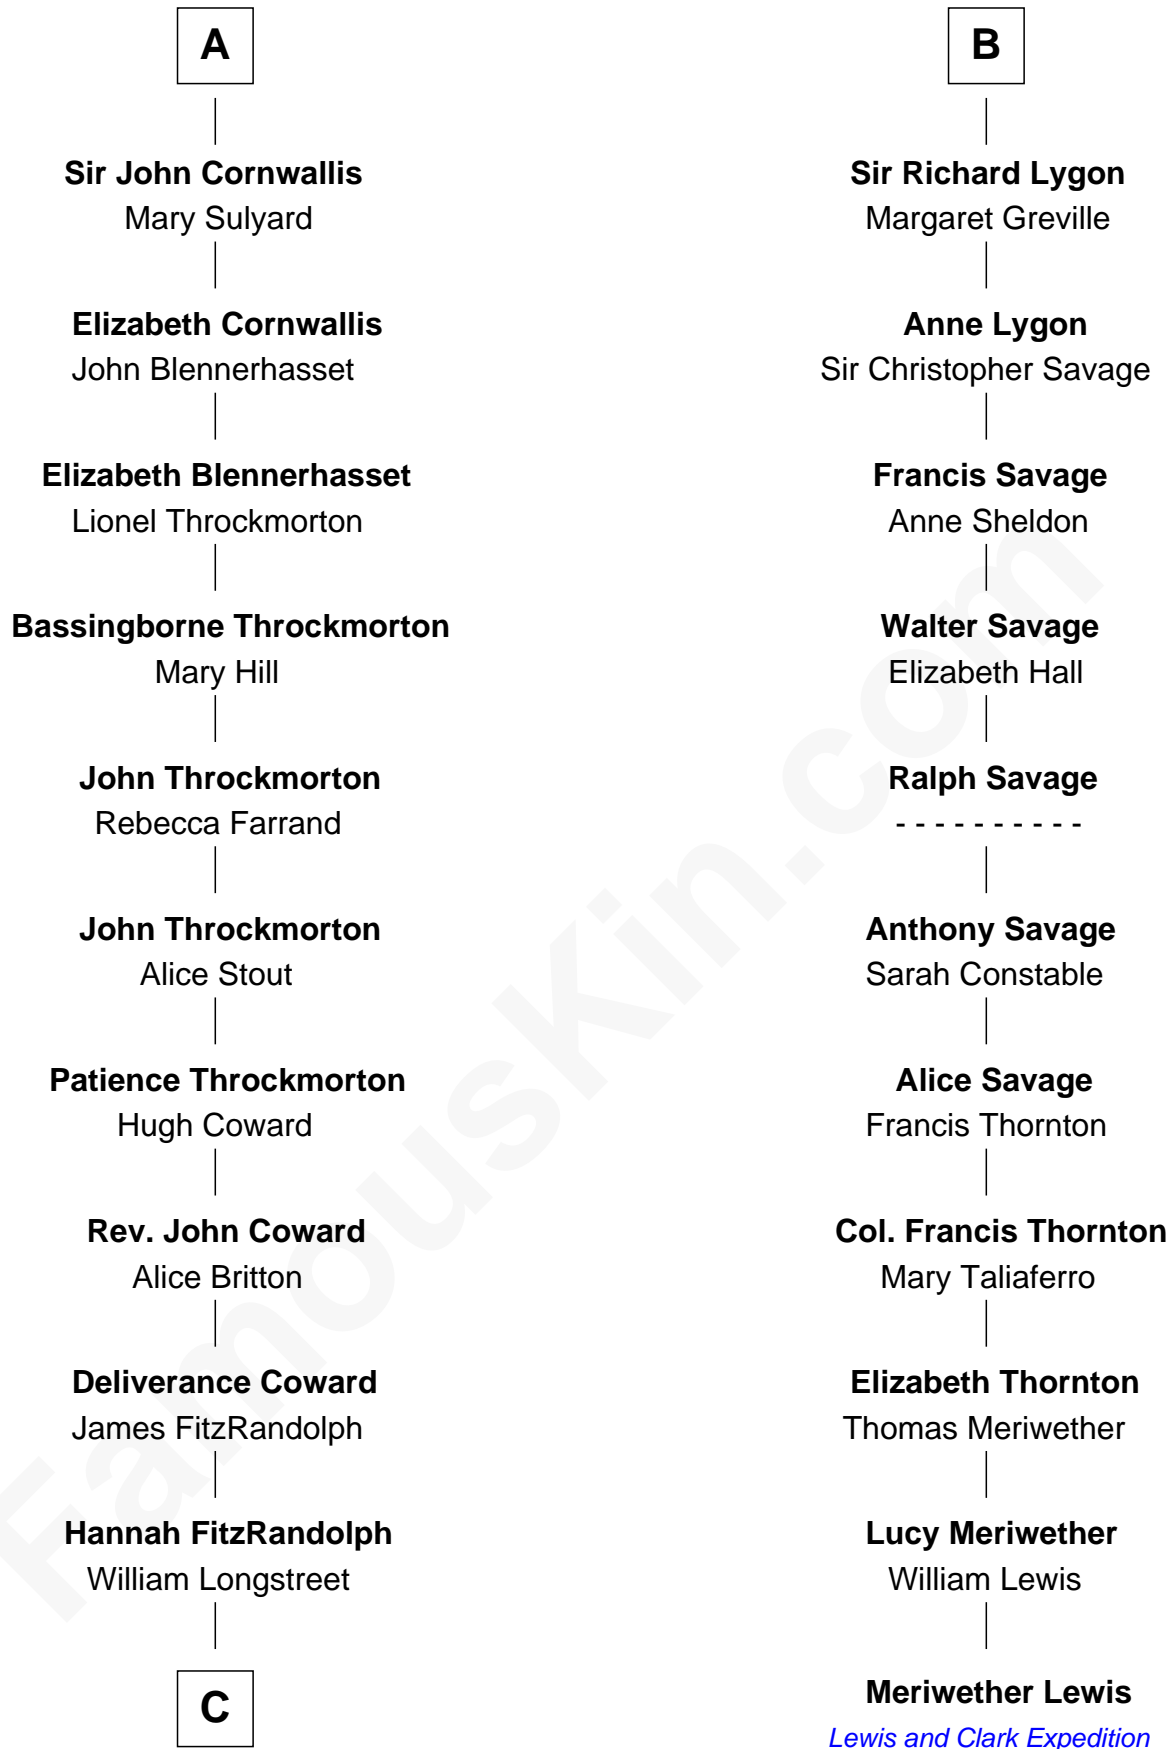 A
Sir John Cornwallis
Mary Sulyard
Elizabeth Cornwallis
John Blennerhasset
Elizabeth Blennerhasset
Lionel Throckmorton
Bassingborne Throckmorton
Mary Hill
John Throckmorton
Rebecca Farrand
John Throckmorton
Alice Stout
Patience Throckmorton
Hugh Coward
Rev. John Coward
Alice Britton
Deliverance Coward
James FitzRandolph
Hannah FitzRandolph
William Longstreet
C
B
Sir Richard Lygon
Margaret Greville
Anne Lygon
Sir Christopher Savage
Francis Savage
Anne Sheldon
Walter Savage
Elizabeth Hall
Ralph Savage
- - - - - - - - - -
Anthony Savage
Sarah Constable
Alice Savage
Francis Thornton
Col. Francis Thornton
Mary Taliaferro
Elizabeth Thornton
Thomas Meriwether
Lucy Meriwether
William Lewis
Meriwether Lewis
Lewis and Clark Expedition
FamousKin.com